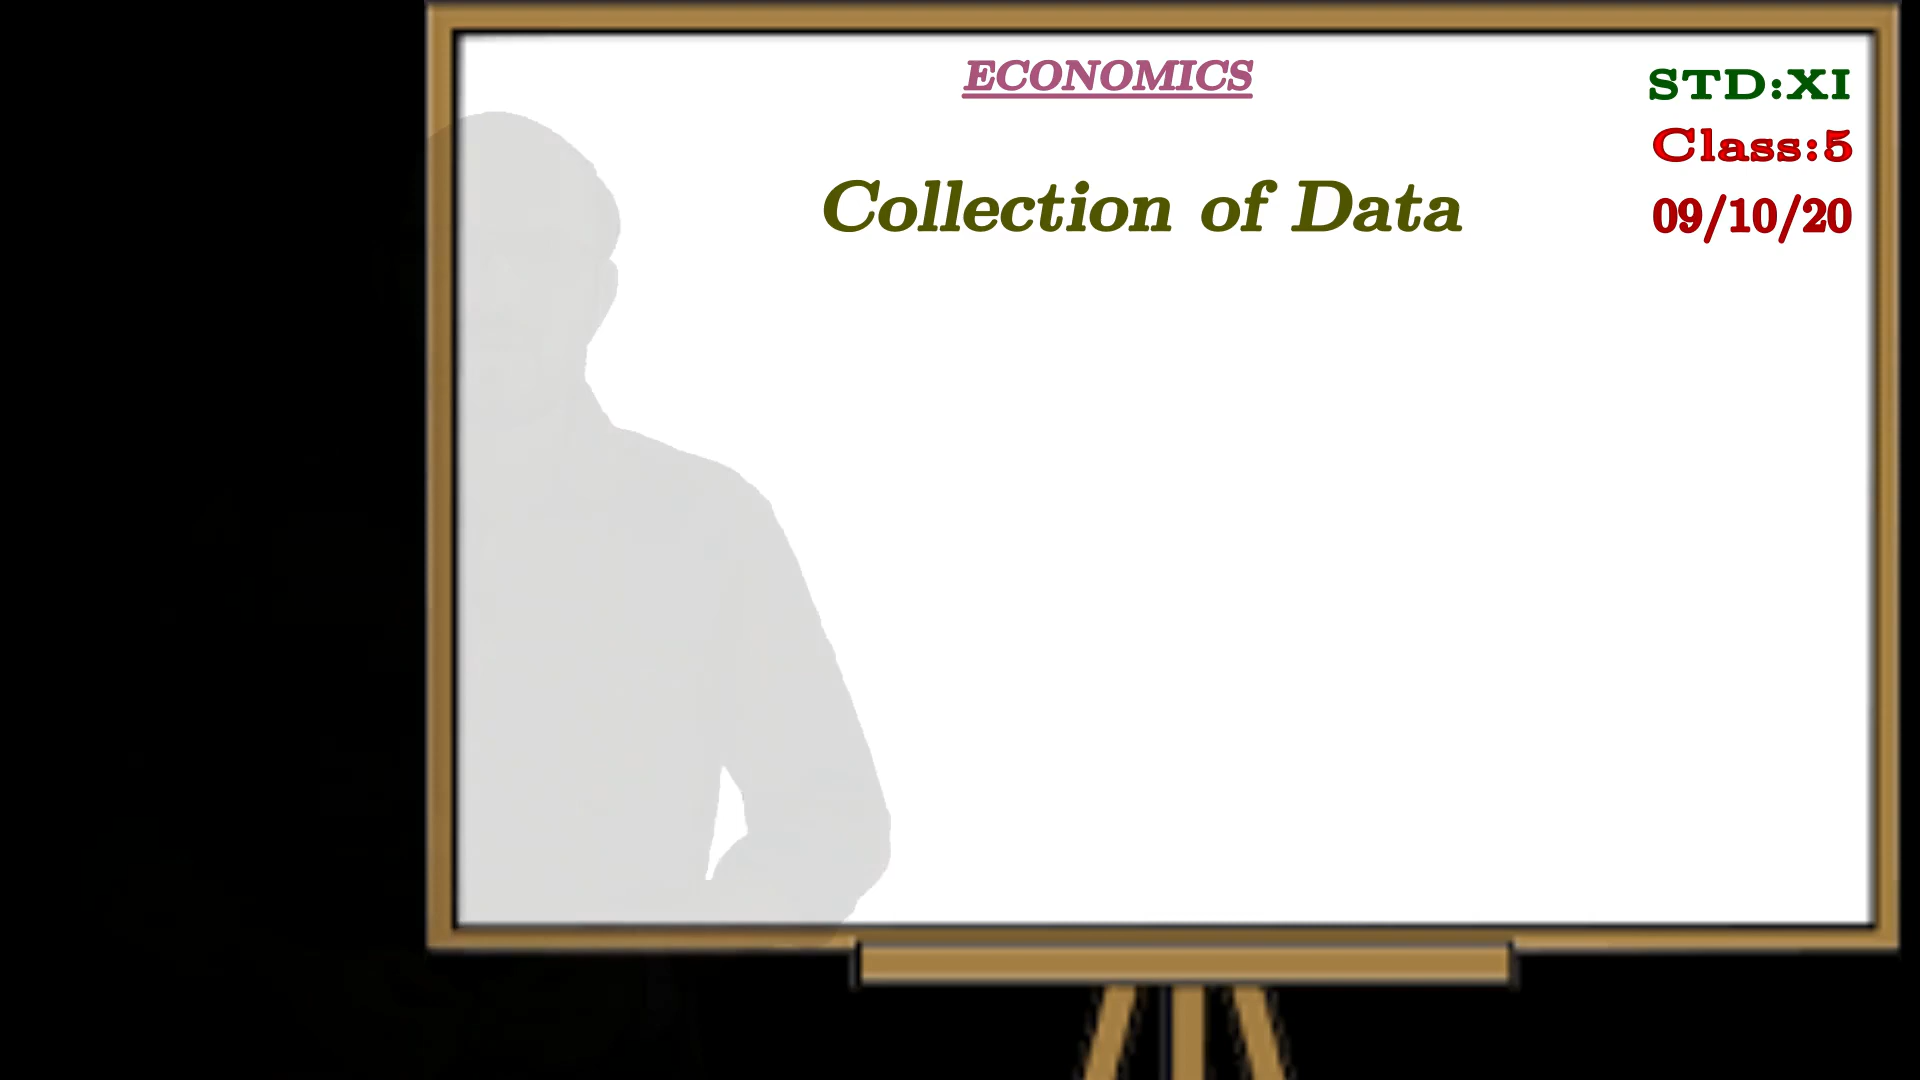 ECONOMICS
STD:XI
Class:5
Collection of Data
09/10/20